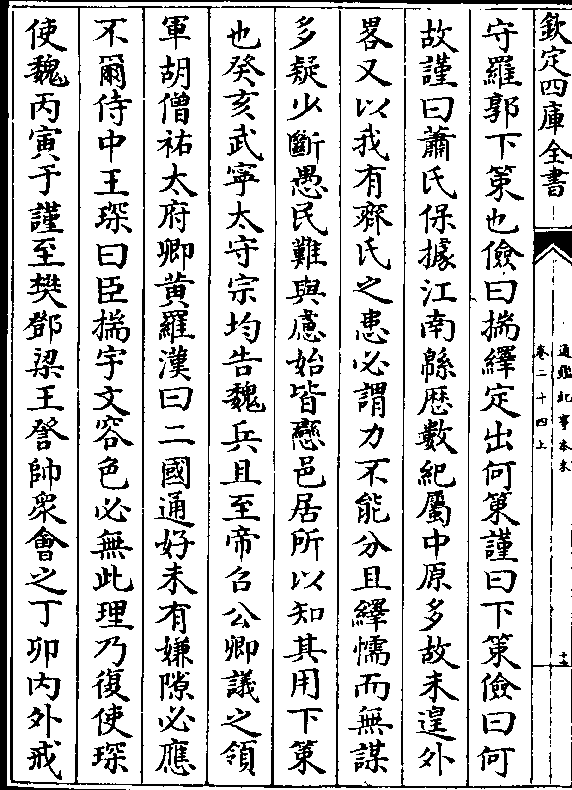 欽定四庫全書
通鑑紀事本末
卷二十四上
十五
守羅郭下策也儉曰揣繹定出何策謹曰下策儉曰何
故謹曰蕭氏保據江南緜歴數紀屬中原多故未遑外
畧又以我有齊氏之患必謂力不能分且繹懦而無謀
多疑少斷愚民難與慮始皆戀邑居所以知其用下策
也癸亥武寧太守宗均告魏兵且至帝召公卿議之領
軍胡僧祐太府卿黄羅漢曰二國通好未有嫌隙必應
不爾侍中王琛曰臣揣宇文容色必無此理乃復使琛
使魏丙寅于謹至樊鄧梁王詧帥衆會之丁卯内外戒